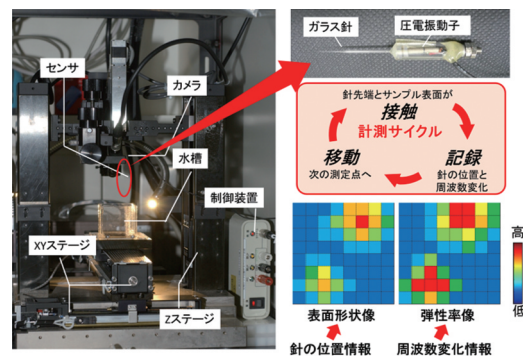 センサ
カメラ
水槽
制御装置
XYステージ
Zステージ
ガラス針
圧電振動子
針先端とサンプル表面が
接触
計測サイクル
移動
次の測定点へ
記録
針の位置と
周波数変化
高
低
表面形状像
弾性率像
針の位置情報
周波数変化情報